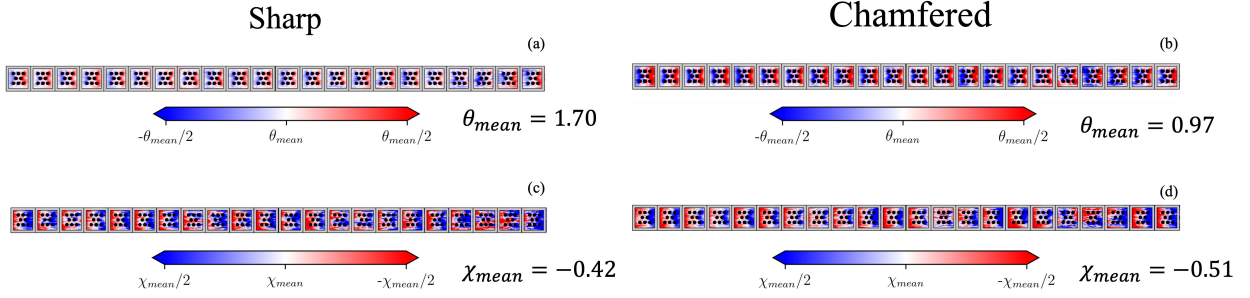 Sharp
Chamfered
(a)
(b)
-θmean/2 θmean θmean/2
θmean = 1.70
-θmean/2 θmean θmean/2
θmean = 0.97
(c)
(d)
χmean/2 χmean -χmean/2
χmean = −0.42
χmean/2 χmean -χmean/2
χmean = −0.51